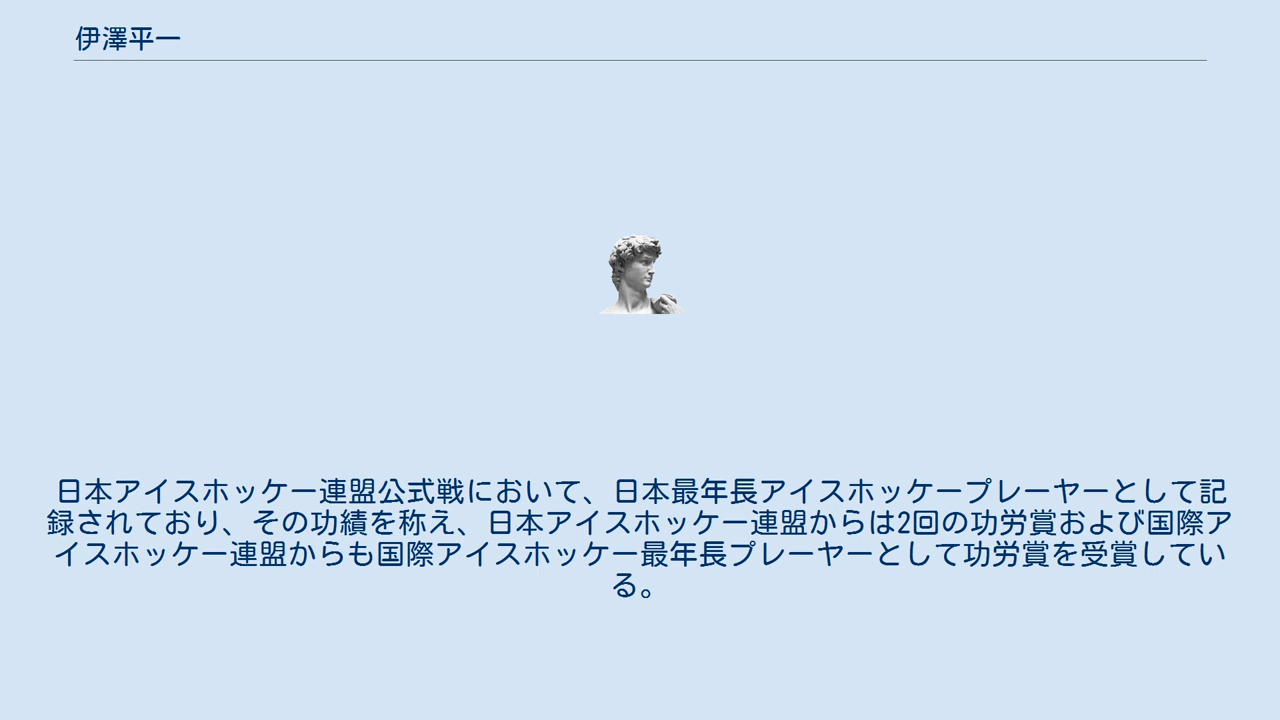 伊澤平一
日本アイスホッケー連盟公式戦において、日本最年長アイスホッケープレーヤーとして記
録されており、その功績を称え、日本アイスホッケー連盟からは2回の功労賞および国際ア
イスホッケー連盟からも国際アイスホッケー最年長プレーヤーとして功労賞を受賞してい
る。